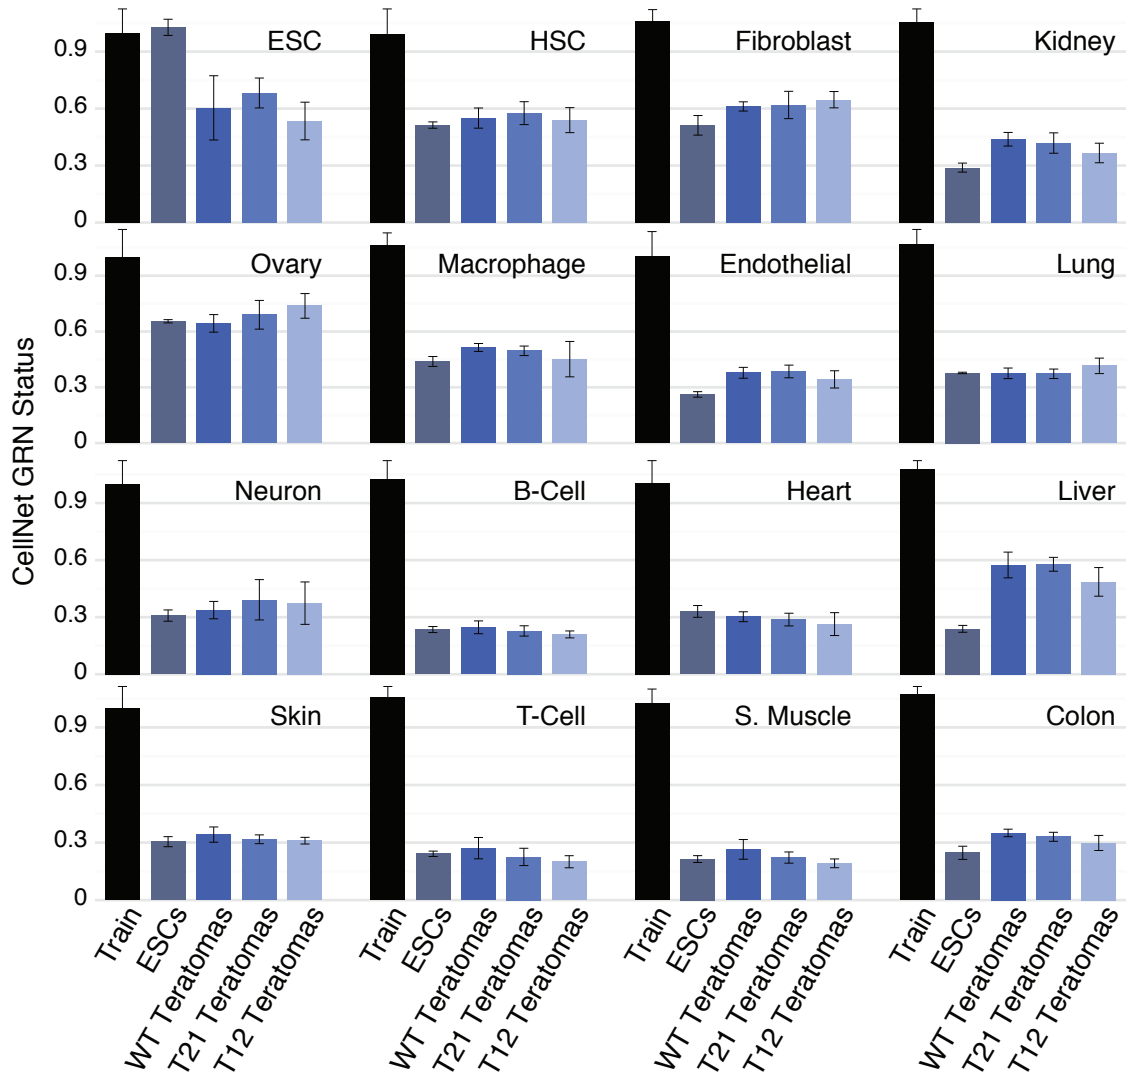 CellNet GRN Status
ESC
HSC
Fibroblast
Kidney
0.9
0.6
0.3
0
Ovary
Macrophage
Endothelial
Lung
0.9
0.6
0.3
0
Neuron
B-Cell
Heart
Liver
0.9
0.6
0.3
0
Skin
T-Cell
S. Muscle
Colon
0.9
0.6
0.3
0
Train
ESCs
WT Teratomas
T21 Teratomas
T12 Teratomas
Train
ESCs
WT Teratomas
T21 Teratomas
T12 Teratomas
Train
ESCs
WT Teratomas
T21 Teratomas
T12 Teratomas
Train
ESCs
WT Teratomas
T21 Teratomas
T12 Teratomas